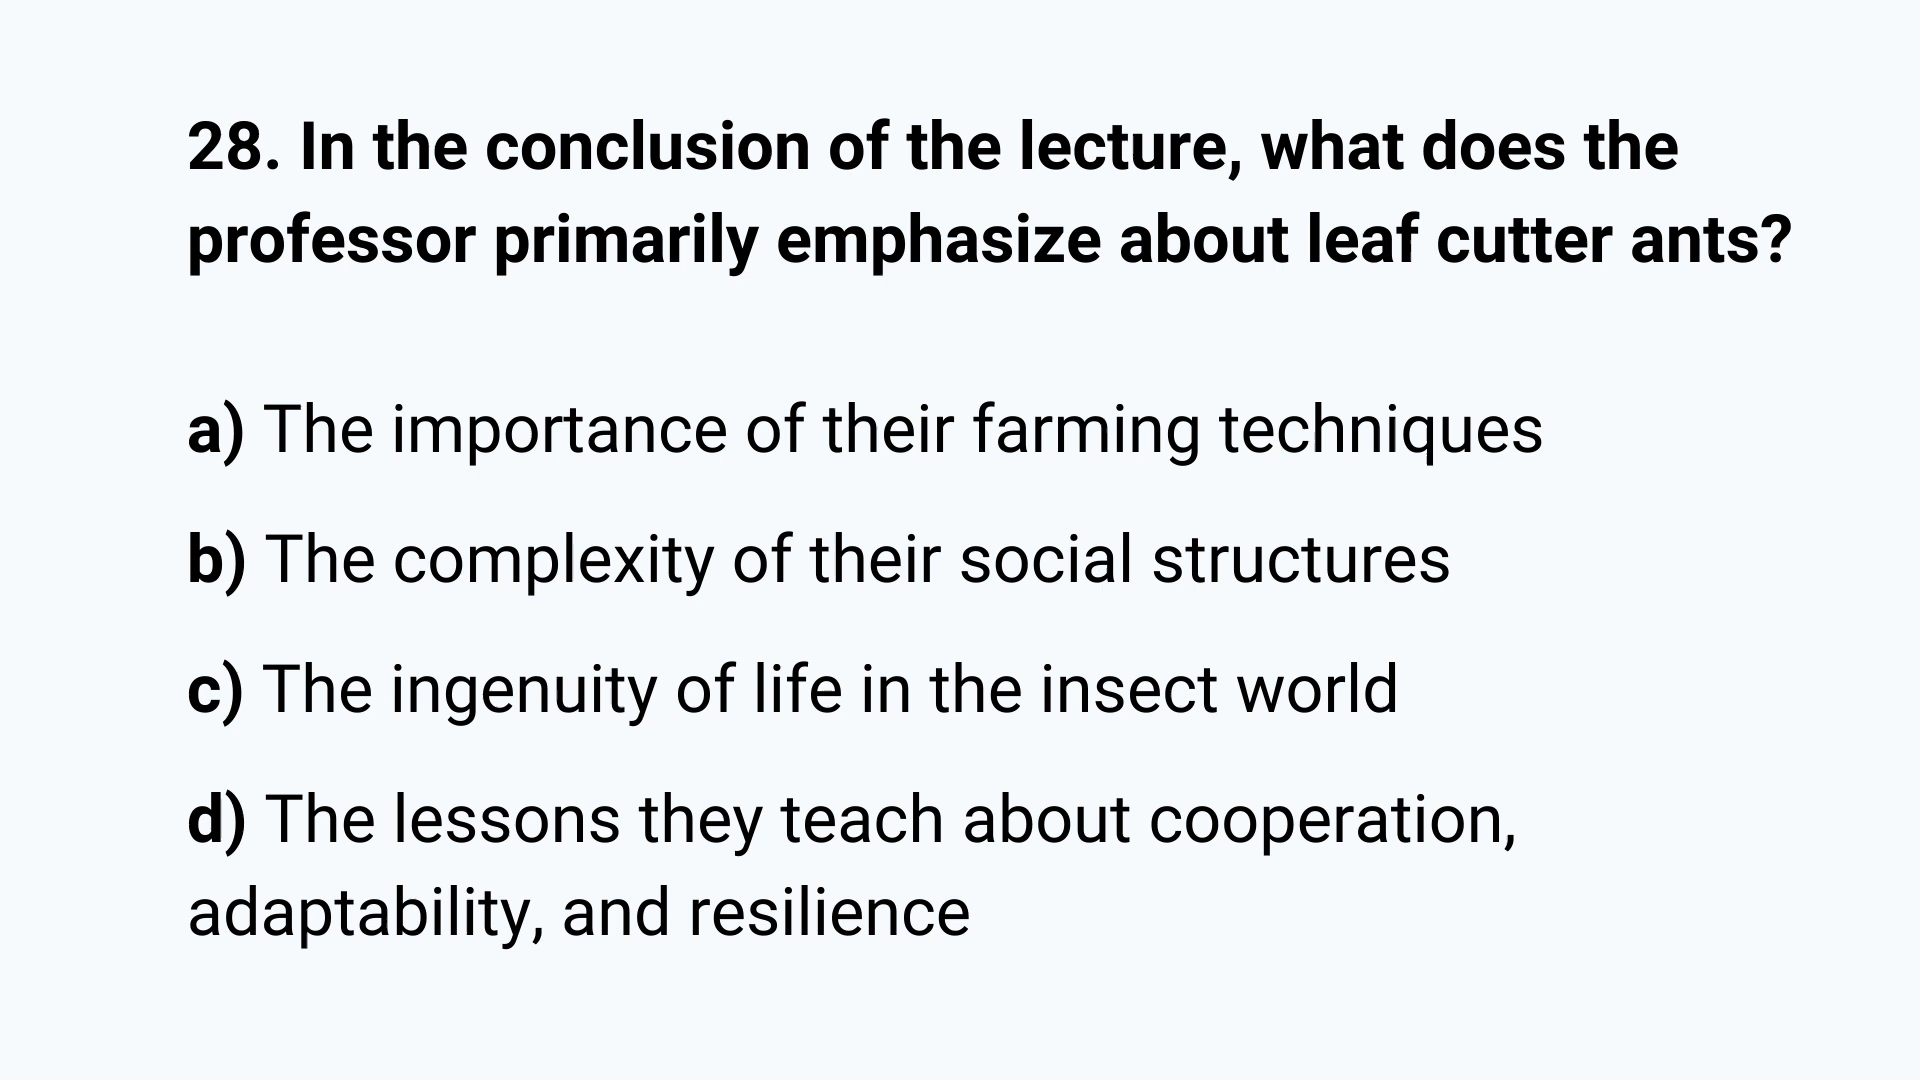 28. In the conclusion of the lecture, what does the
professor primarily emphasize about leaf cutter ants?
a) The importance of their farming techniques
b) The complexity of their social structures
c) The ingenuity of life in the insect world
d) The lessons they teach about cooperation,
adaptability, and resilience